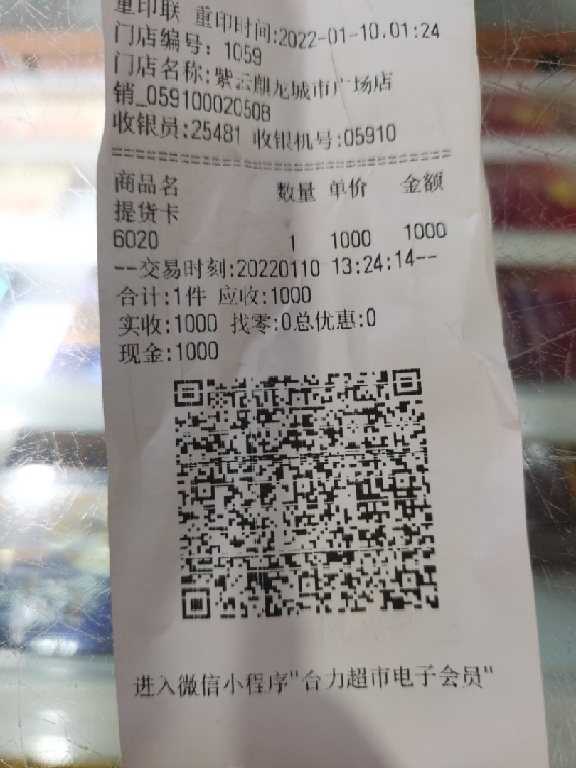 重印联 重印时间:2022-01-10.01:24
门店编号: 1059
门店名称:紫云麒龙城市广场店
销_059100020508
收银员:25481 收银机号:05910
================================
商品名 数量 单价 金额
提货卡
6020 1 1000 1000
--交易时刻:20220110 13:24:14--
合计:1件 应收:1000
实收:1000 找零:0总优惠:0
现金:1000
进入微信小程序"合力超市电子会员"